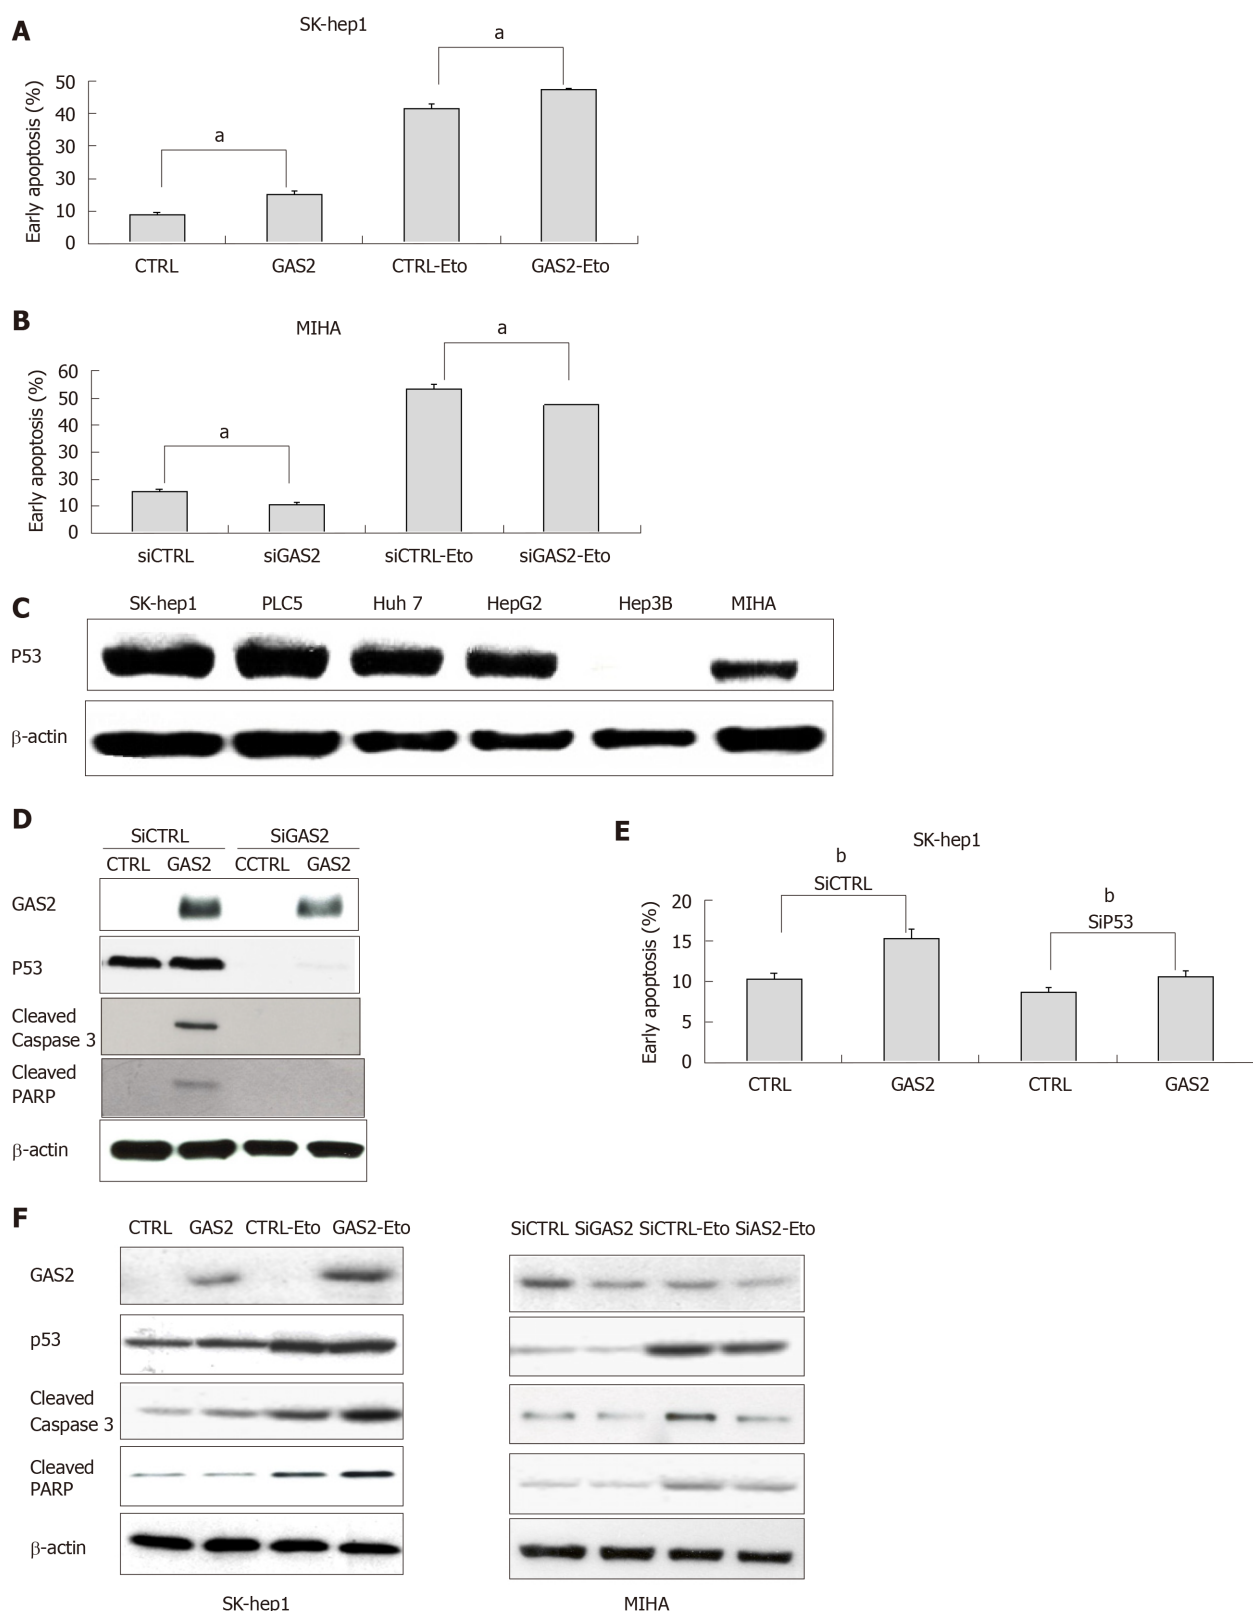 A
SK-hep1
a
a
Early apoptosis (%)
50
40
30
30
10
0
CTRL GAS2 CTRL-Eto GAS2-Eto
B
MIHA
a
a
Early apoptosis (%)
60
50
40
30
30
10
0
siCTRL siGAS2 siCTRL-Eto siGAS2-Eto
C
SK-hep1 PLC5 Huh 7 HepG2 Hep3B MIHA
P53
β-actin
D
SiCTRL SiGAS2
CTRL GAS2 CCTRL GAS2
GAS2
P53
Cleaved
Caspase 3
Cleaved
PARP
β-actin
E
SK-hep1
b
SiCTRL
b
SiP53
Early apoptosis (%)
20
15
10
5
0
CTRL GAS2 CTRL GAS2
F
CTRL GAS2 CTRL-Eto GAS2-Eto
SiCTRL SiGAS2 SiCTRL-Eto SiAS2-Eto
GAS2
p53
Cleaved
Caspase 3
Cleaved
PARP
β-actin
SK-hep1
MIHA